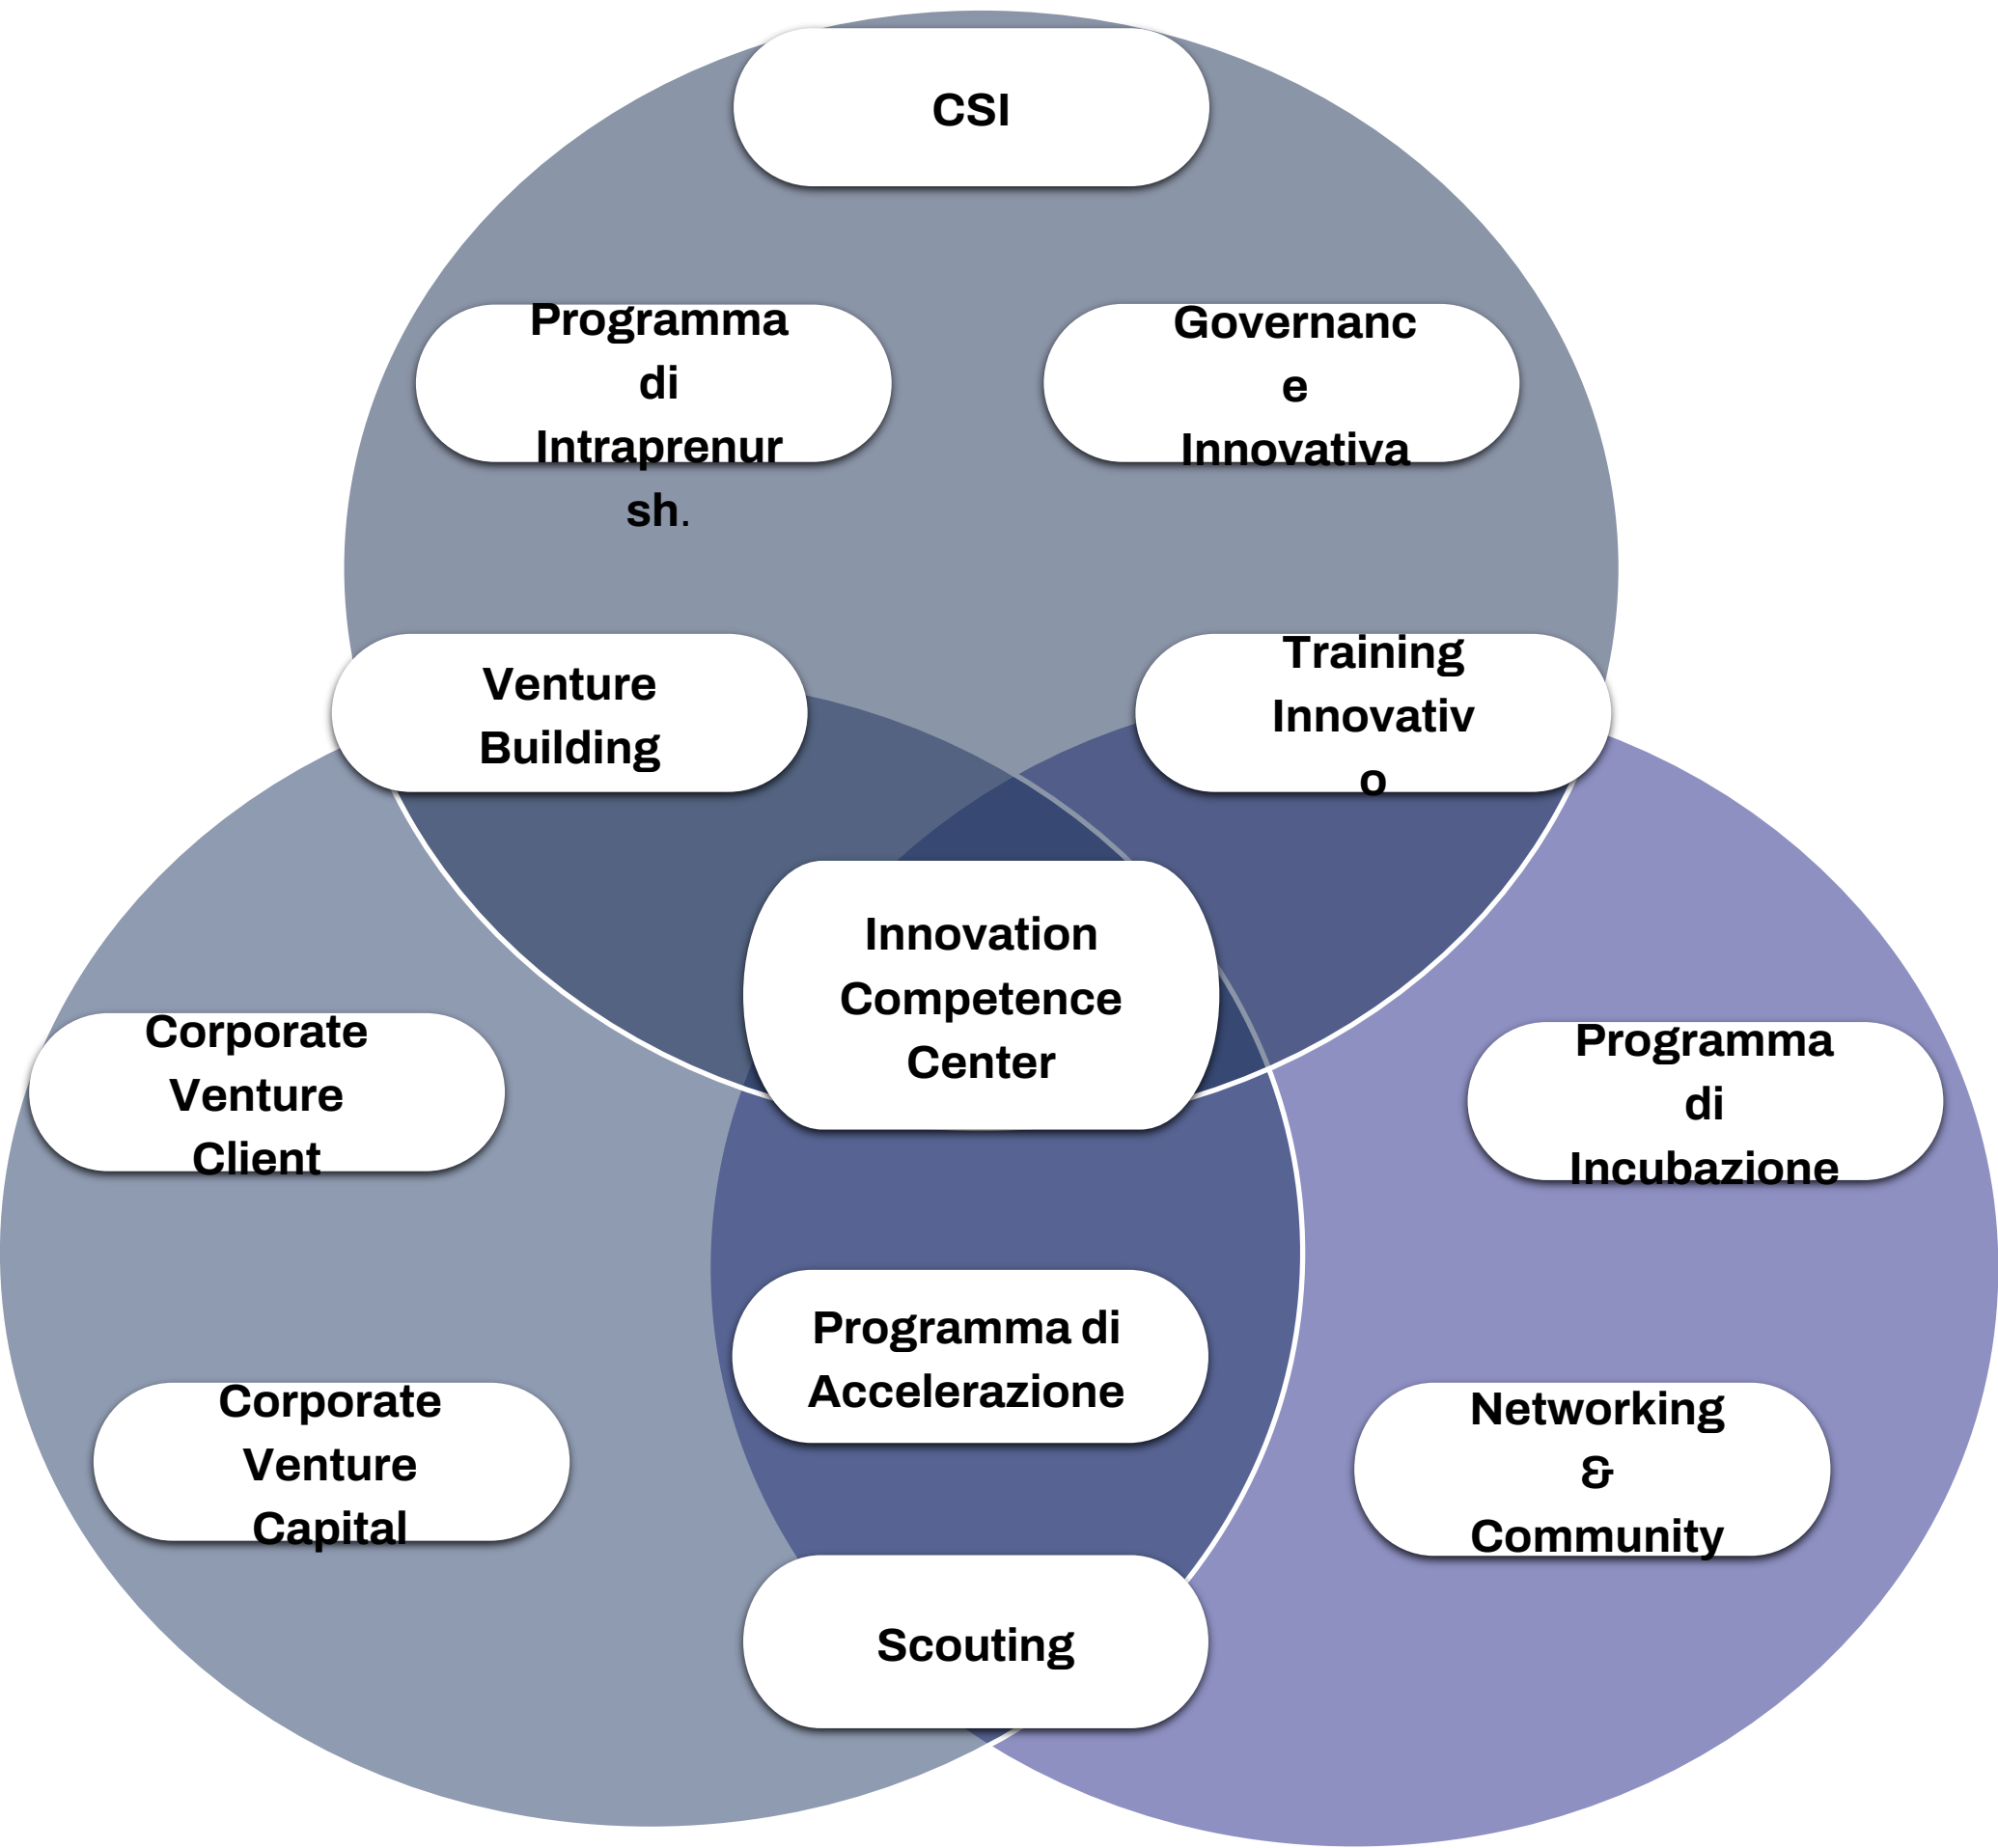 CSI
Programma
di
Intraprenur
sh.
Governanc
e
Innovativa
Venture
Building
Training
Innovativ
o
Innovation
Competence
Center
Corporate
Venture
Client
Programma
di
Incubazione
Programma di
Accelerazione
Corporate
Venture
Capital
Networking
&
Community
Scouting